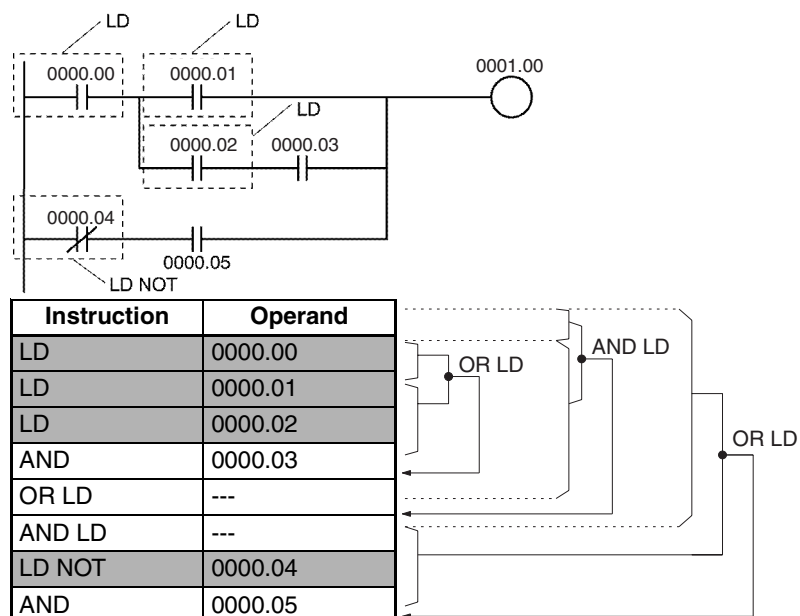 LD
LD
0000.00
0000.01
0001.00
LD
0000.02
0000.03
0000.04
0000.05
LD NOT
Instruction Operand
LD 0000.00
LD 0000.01
LD 0000.02
AND 0000.03
OR LD ---
AND LD ---
LD NOT 0000.04
AND 0000.05
OR LD
AND LD
OR LD